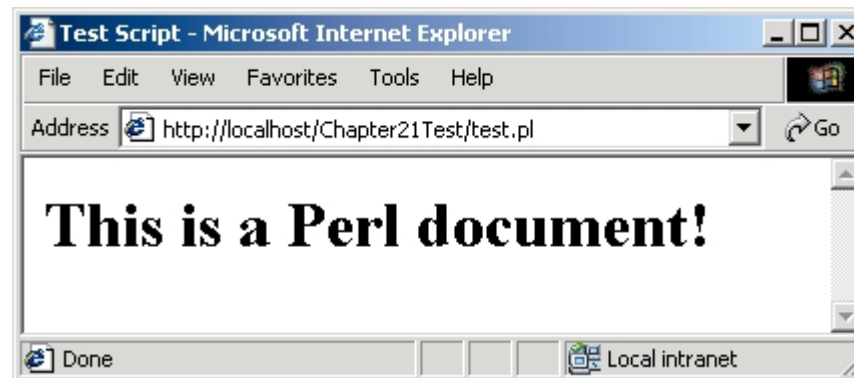 Test Script - Microsoft Internet Explorer
File Edit View Favorites Tools Help
Address http://localhost/Chapter21Test/test.pl Go
This is a Perl document!
Done Local intranet